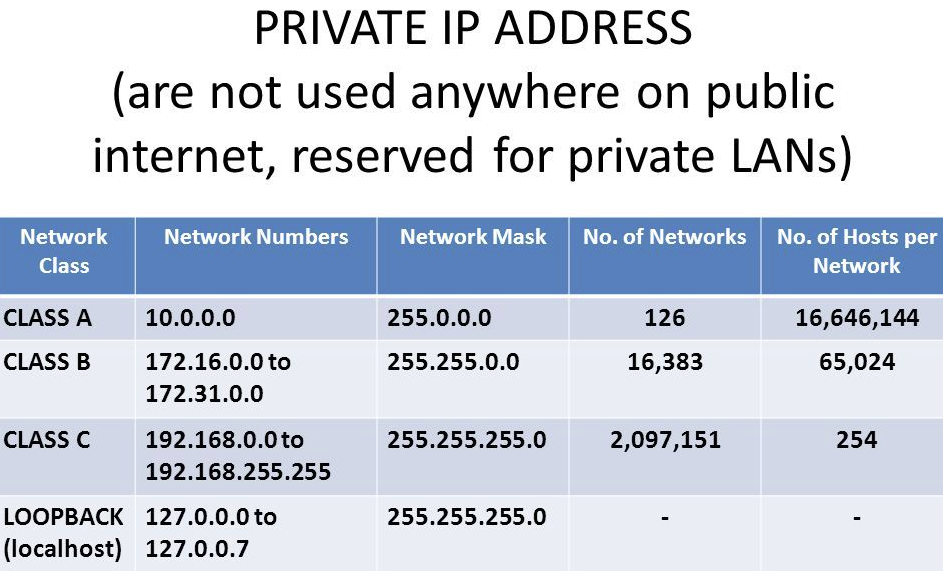 PRIVATE IP ADDRESS
(are not used anywhere on public
internet, reserved for private LANs)
Network Class Network Numbers Network Mask No. of Networks No. of Hosts per Network
CLASS A 10.0.0.0 255.0.0.0 126 16,646,144
CLASS B 172.16.0.0 to 172.31.0.0 255.255.0.0 16,383 65,024
CLASS C 192.168.0.0 to 192.168.255.255 255.255.255.0 2,097,151 254
LOOPBACK (localhost) 127.0.0.0 to 127.0.0.7 255.255.255.0 - -